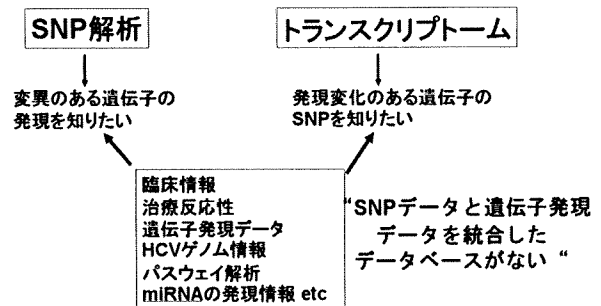 SNP解析
トランスクリプトーム
変異のある遺伝子の
発現を知りたい
発現変化のある遺伝子の
SNPを知りたい
臨床情報
治療反応性
遺伝子発現データ
HCVゲノム情報
パスウェイ解析
miRNAの発現情報 etc
“SNPデータと遺伝子発現
データを統合した
データベースがない “